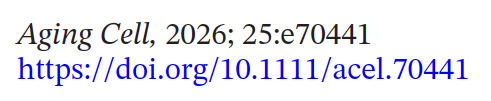 Aging Cell, 2026; 25:e70441
https://doi.org/10.1111/acel.70441